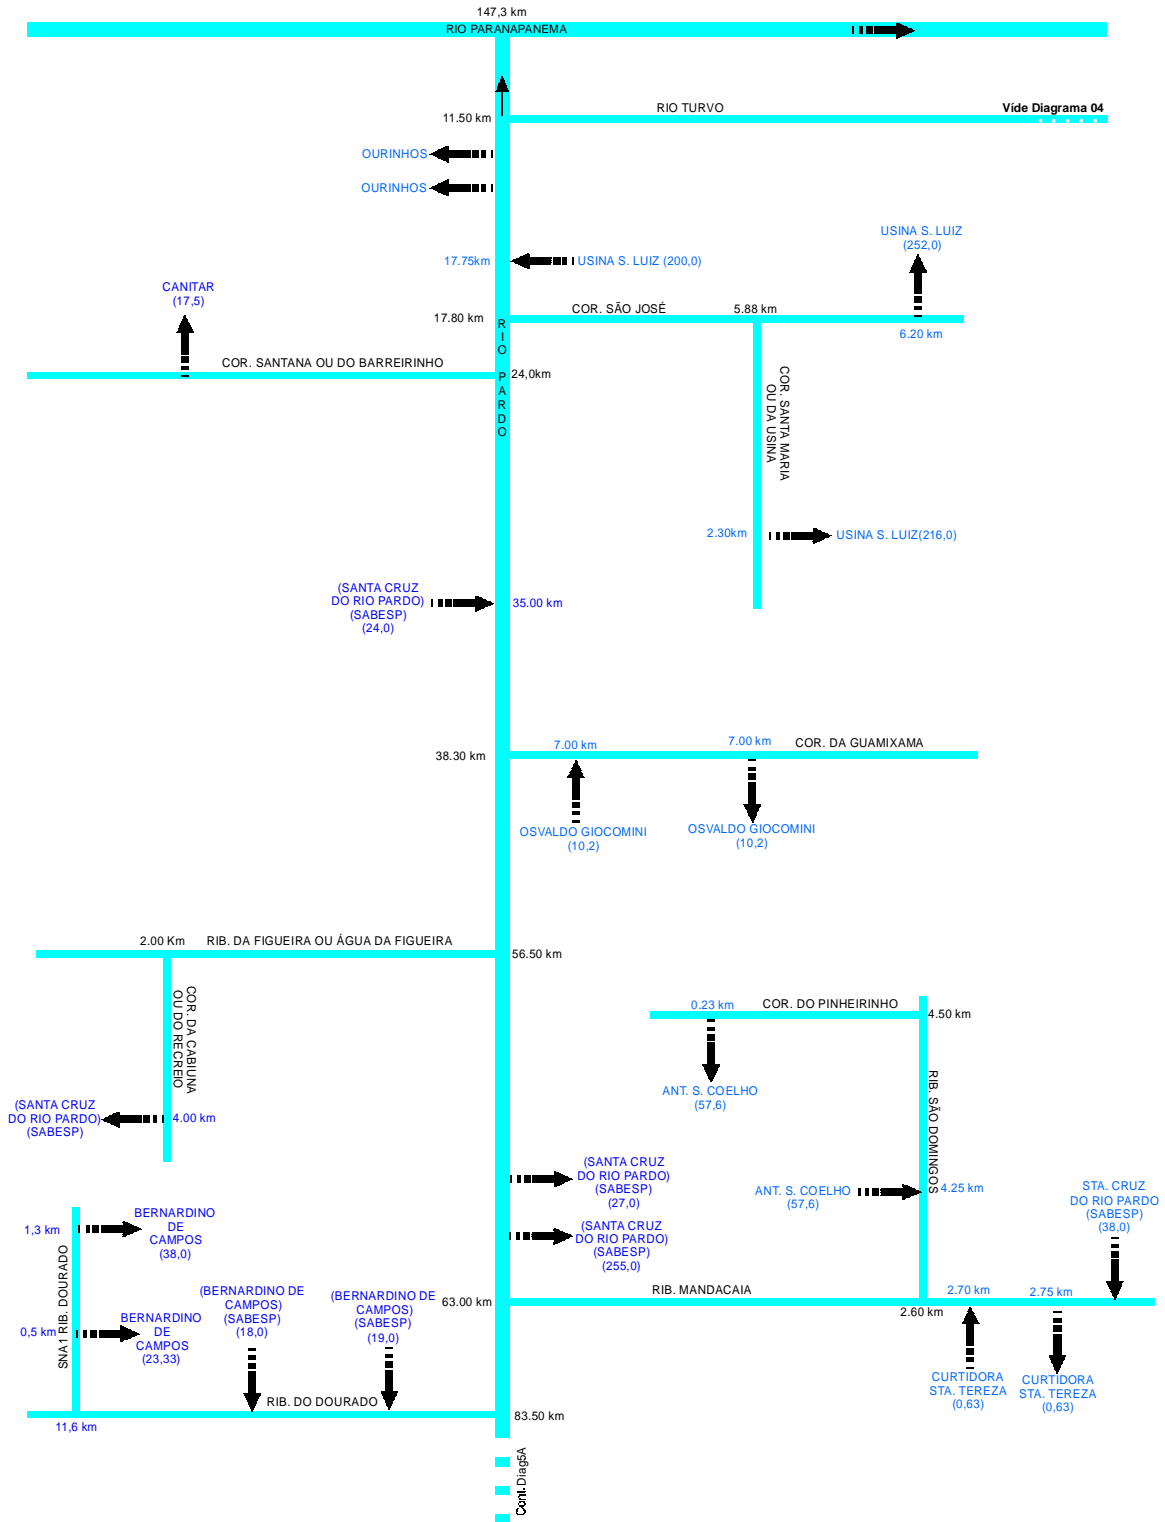 147,3 km
RIO PARANAPANEMA
RIO TURVO
Víde Diagrama 04
11.50 km
OURINHOS
OURINHOS
USINA S. LUIZ
(252,0)
17.75km
USINA S. LUIZ (200,0)
CANITAR
(17,5)
17.80 km
COR. SÃO JOSÉ
5.88 km
6.20 km
RIO PARDO
COR. SANTANA OU DO BARREIRINHO
24,0km
COR. SANTA MARIA
OU DA USINA
2.30km
USINA S. LUIZ(216,0)
(SANTA CRUZ
DO RIO PARDO)
(SABESP)
(24,0)
35.00 km
38.30 km
7.00 km
7.00 km
COR. DA GUAMIXAMA
OSVALDO GIOCOMINI
(10,2)
OSVALDO GIOCOMINI
(10,2)
2.00 Km
RIB. DA FIGUEIRA OU ÁGUA DA FIGUEIRA
56.50 km
COR. DA CABIUNA
OU DO RECREIO
(SANTA CRUZ
DO RIO PARDO)
(SABESP)
4.00 km
0.23 km
COR. DO PINHEIRINHO
4.50 km
ANT. S. COELHO
(57,6)
RIB. SÃO DOMINGOS
ANT. S. COELHO
(57,6)
4.25 km
(SANTA CRUZ
DO RIO PARDO)
(SABESP)
(27,0)
(SANTA CRUZ
DO RIO PARDO)
(SABESP)
(255,0)
STA. CRUZ
DO RIO PARDO
(SABESP)
(38,0)
63.00 km
RIB. MANDACAIA
2.60 km
2.70 km
2.75 km
CURTIDORA
STA. TEREZA
(0,63)
CURTIDORA
STA. TEREZA
(0,63)
1,3 km
BERNARDINO
DE
CAMPOS
(38,0)
SNA1 RIB. DOURADO
0,5 km
BERNARDINO
DE
CAMPOS
(23,33)
(BERNARDINO DE
CAMPOS)
(SABESP)
(18,0)
(BERNARDINO DE
CAMPOS)
(SABESP)
(19,0)
RIB. DO DOURADO
11,6 km
83.50 km
Cont.Diag5A